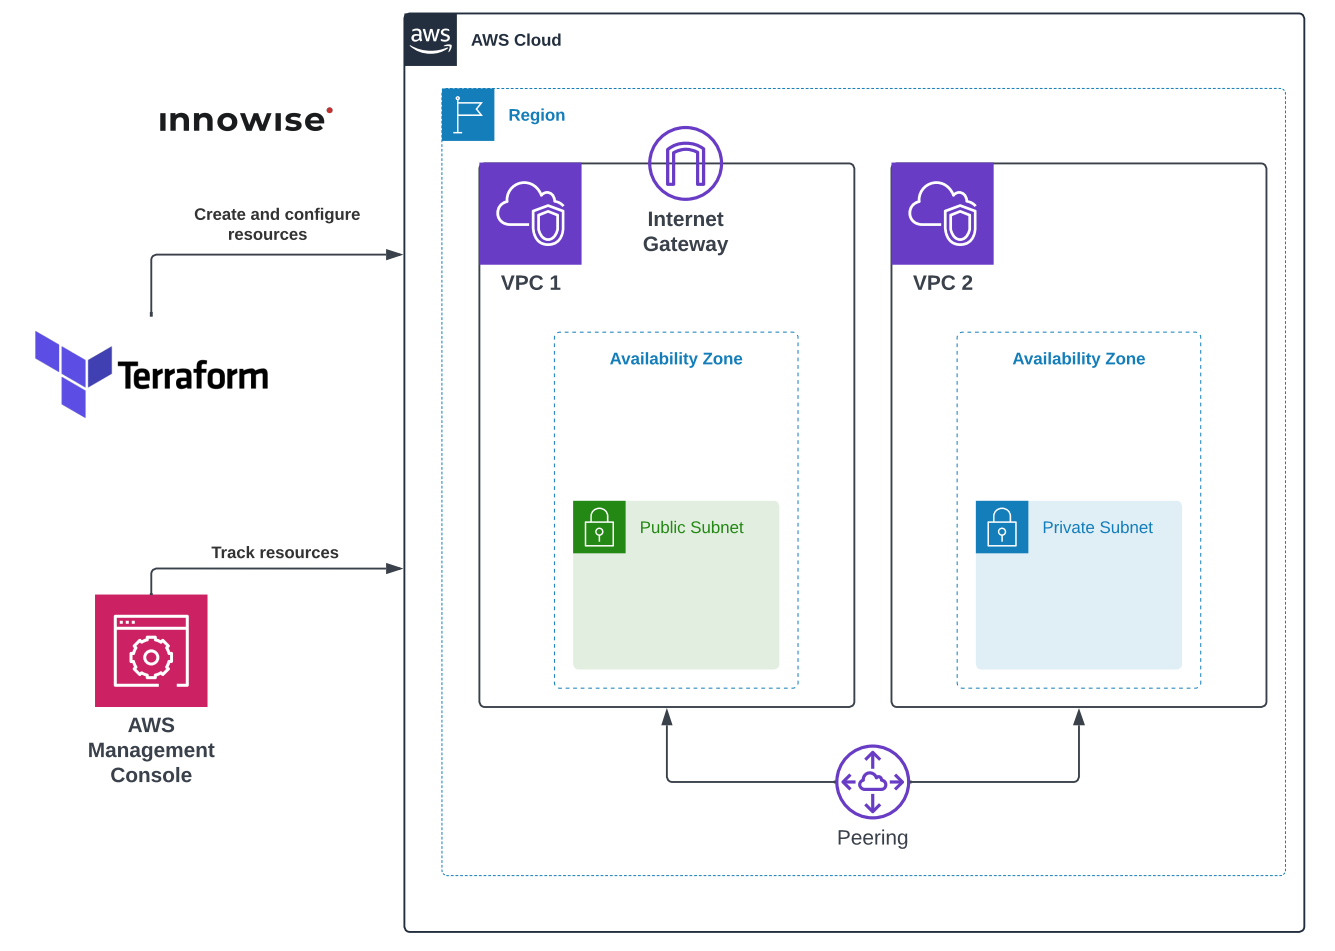 aws
AWS Cloud
innowise
Region
Create and configure
resources
Internet
Gateway
VPC 1
VPC 2
Terraform
Availability Zone
Availability Zone
Public Subnet
Private Subnet
Track resources
AWS
Management
Console
Peering